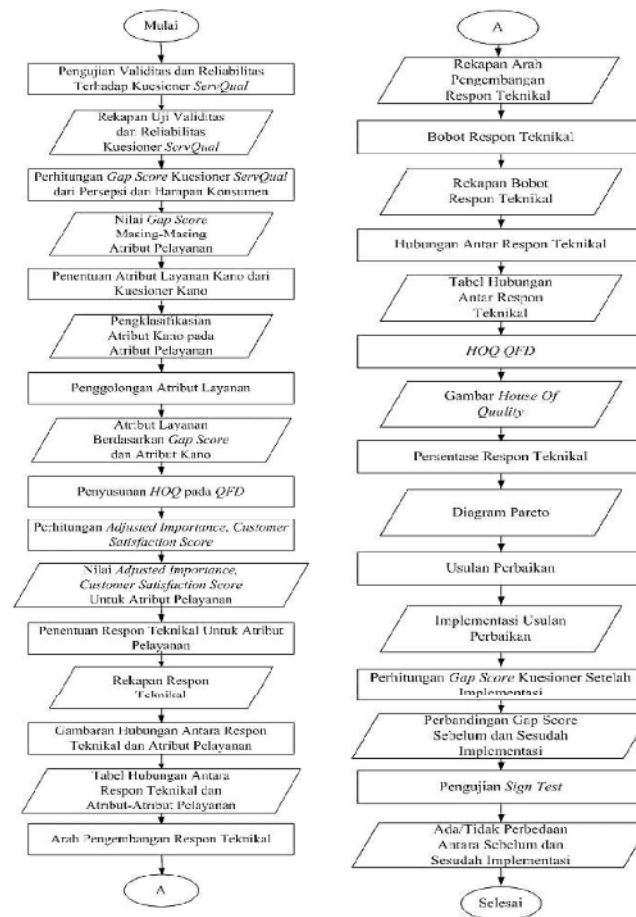 Mulai
Pengujian Validitas dan Reliabilitas
Terhadap Kuesioner ServQual
Rekapan Uji Validitas
dan Reliabilitas
Kuesioner ServQual
Perhitungan Gap Score Kuesioner ServQual
dari Persepsi dan Harapan Konsumen
Nilai Gap Score
Masing-Masing
Atribut Pelayanan
Penentuan Atribut Layanan Kano dari
Kuesioner Kano
Pengklasifikasian
Atribut Kano pada
Atribut Pelayanan
Penggolongan Atribut Layanan
Atribut Layanan
Berdasarkan Gap Score
dan Atribut Kano
Penyusunan HOQ pada QFD
Perhitungan Adjusted Importance, Customer
Satisfaction Score
Nilai Adjusted Importance,
Customer Satisfaction Score
Untuk Atribut Pelayanan
Penentuan Respon Teknikal Untuk Atribut
Pelayanan
Rekapan Respon
Teknikal
Gambaran Hubungan Antara Respon
Teknikal dan Atribut Pelayanan
Tabel Hubungan Antara
Respon Teknikal dan
Atribut-Atribut Pelayanan
Arah Pengembangan Respon Teknikal
A
A
Rekapan Arah
Pengembangan
Respon Teknikal
Bobot Respon Teknikal
Rekapan Bobot
Respon Teknikal
Hubungan Antar Respon Teknikal
Tabel Hubungan
Antar Respon
Teknikal
HOQ QFD
Gambar House Of
Quality
Persentase Respon Teknikal
Diagram Pareto
Usulan Perbaikan
Implementasi Usulan
Perbaikan
Perhitungan Gap Score Kuesioner Setelah
Implementasi
Perbandingan Gap Score
Sebelum dan Sesudah
Implementasi
Pengujian Sign Test
Ada/Tidak Perbedaan
Antara Sebelum dan
Sesudah Implementasi
Selesai